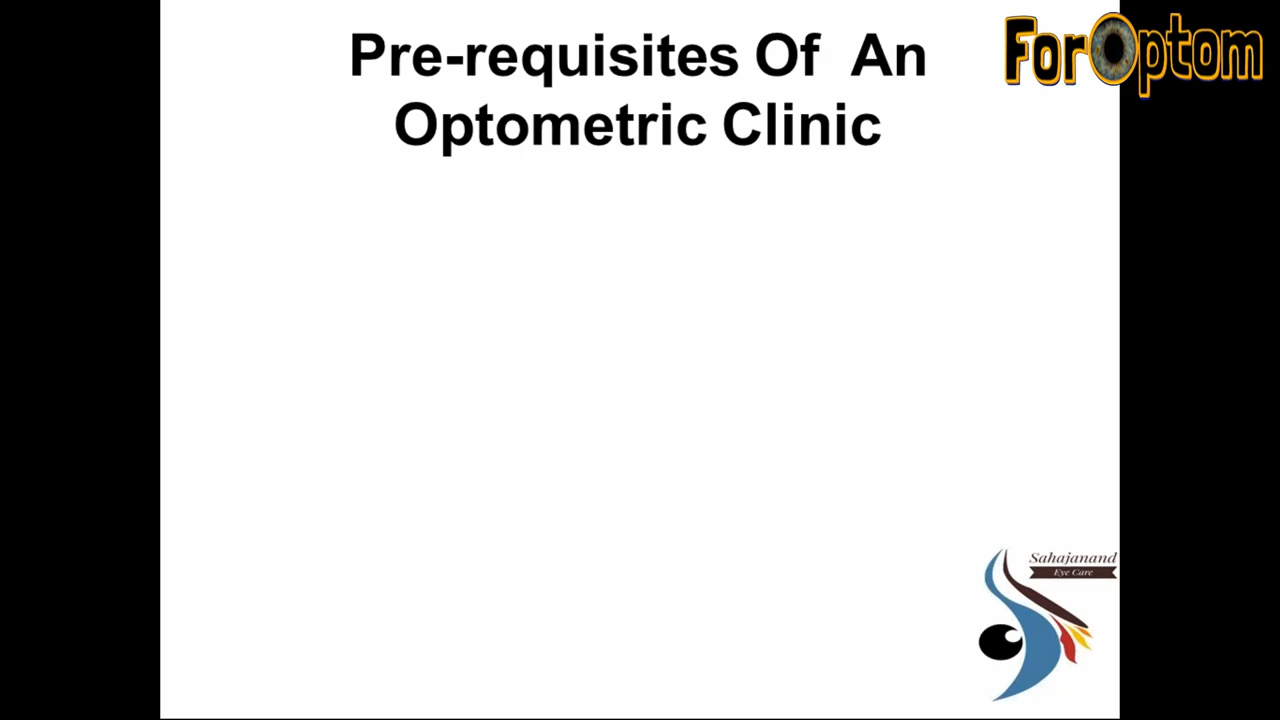 Pre-requisites Of An
Optometric Clinic
ForOptom
Sahajanand
Eye Care